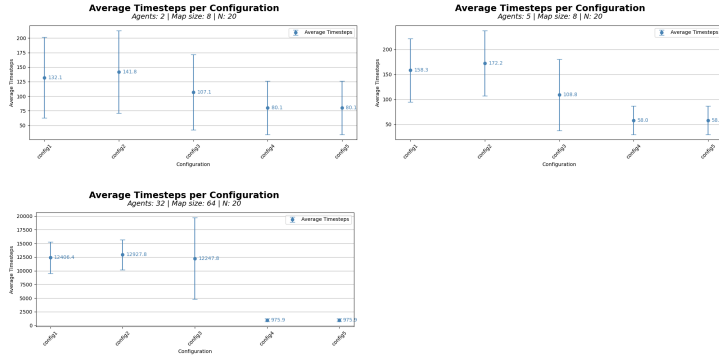 Average Timesteps per Configuration
Agents: 2 | Map size: 8 | N: 20
Average Timesteps
200
175
150
125
100
75
50
132.1
141.8
107.1
80.1
80.1
Average Timesteps
config1
config2
config3
config4
config5
Configuration
Average Timesteps per Configuration
Agents: 5 | Map size: 8 | N: 20
Average Timesteps
200
150
100
50
158.3
172.2
108.8
58.0
58.
Average Timesteps
config1
config2
config3
config4
config5
Configuration
Average Timesteps per Configuration
Agents: 32 | Map size: 64 | N: 20
Average Timesteps
20000
17500
15000
12500
10000
7500
5000
2500
0
12406.4
12927.8
12247.8
975.9
975.9
Average Timesteps
config1
config2
config3
config4
config5
Configuration